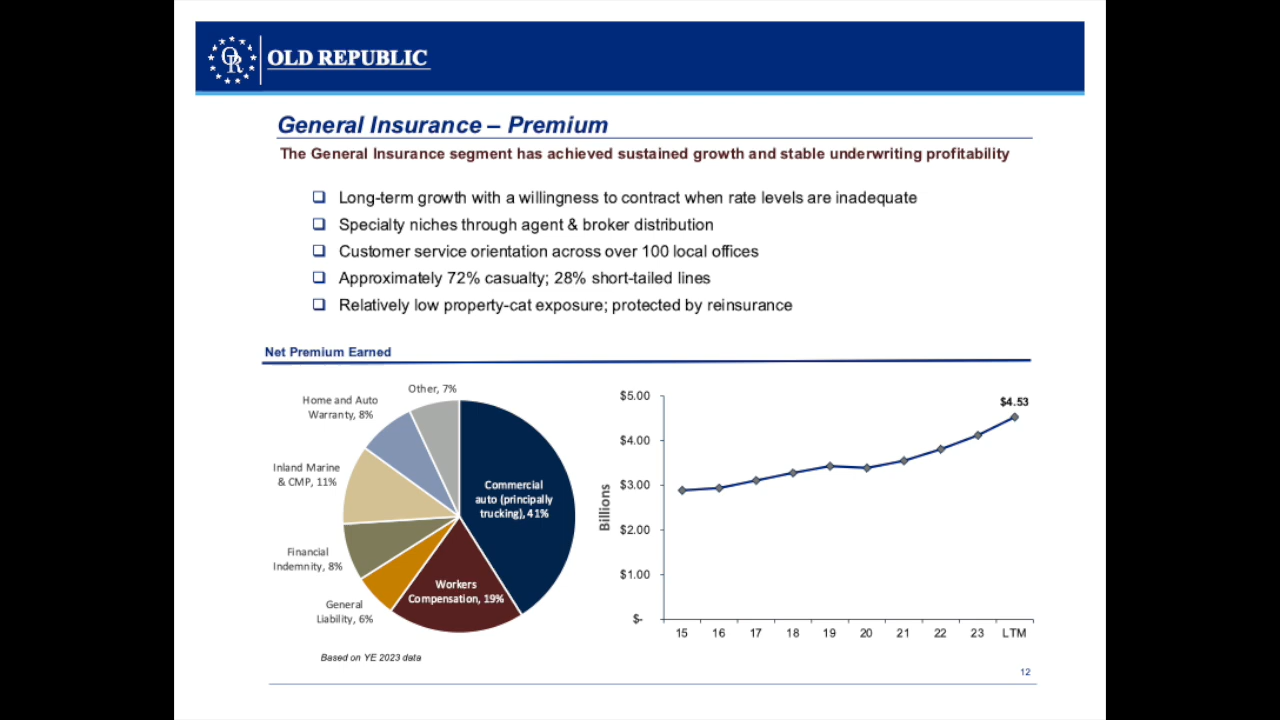 OLD REPUBLIC
General Insurance – Premium
The General Insurance segment has achieved sustained growth and stable underwriting profitability
Long-term growth with a willingness to contract when rate levels are inadequate
Specialty niches through agent & broker distribution
Customer service orientation across over 100 local offices
Approximately 72% casualty; 28% short-tailed lines
Relatively low property-cat exposure; protected by reinsurance
Net Premium Earned
Other, 7%
Home and Auto
Warranty, 8%
Inland Marine
& CMP, 11%
Financial
Indemnity, 8%
General
Liability, 6%
Workers
Compensation, 19%
Commercial
auto (principally
trucking), 41%
Based on YE 2023 data
Billions
$5.00
$4.00
$3.00
$2.00
$1.00
$-
$4.53
15 16 17 18 19 20 21 22 23 LTM
12